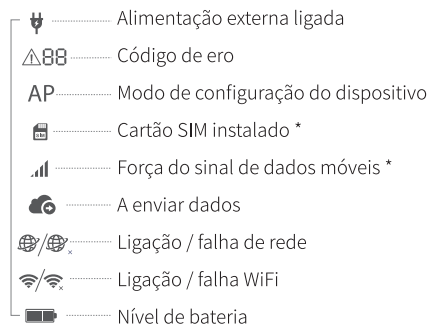 Alimentação externa ligada
88 Código de ero
AP Modo de configuração do dispositivo
Cartão SIM instalado *
Força do sinal de dados móveis *
A enviar dados
Ligação / falha de rede
Ligação / falha WiFi
Nível de bateria